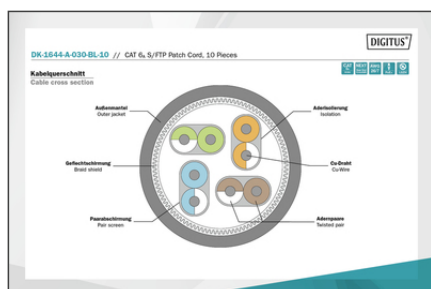 DIGITUS®
DK-1644-A-030-BL-10 // CAT 6A S/FTP Patch Cord, 10 Pieces
Kabelquerschnitt
Cable cross section
Außenmantel
Outer jacket
Aderisolierung
Isolation
Geflechtschirmung
Braid shield
Cu-Draht
Cu-Wire
Paarabschirmung
Pair screen
Adernpaare
Twisted pair